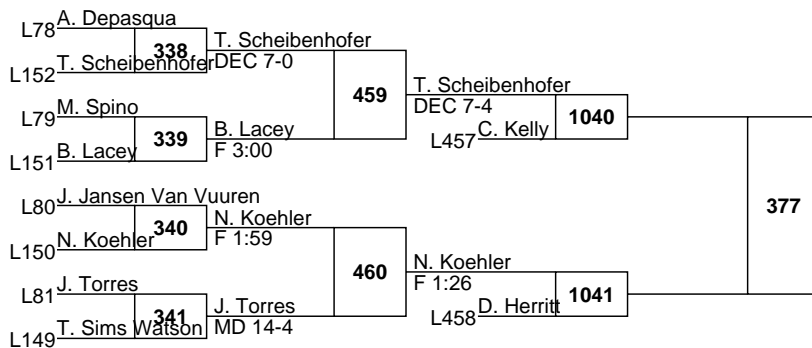 L78 A. Depasqua
338
L152 T. Scheibenhofer
T. Scheibenhofer
DEC 7-0
459
T. Scheibenhofer
DEC 7-4
1040
L457 C. Kelly
L79 M. Spino
339
L151 B. Lacey
B. Lacey
F 3:00
377
L80 J. Jansen Van Vuuren
340
L150 N. Koehler
N. Koehler
F 1:59
460
N. Koehler
F 1:26
1041
L458 D. Herritt
L81 J. Torres
341
L149 T. Sims Watson
J. Torres
MD 14-4